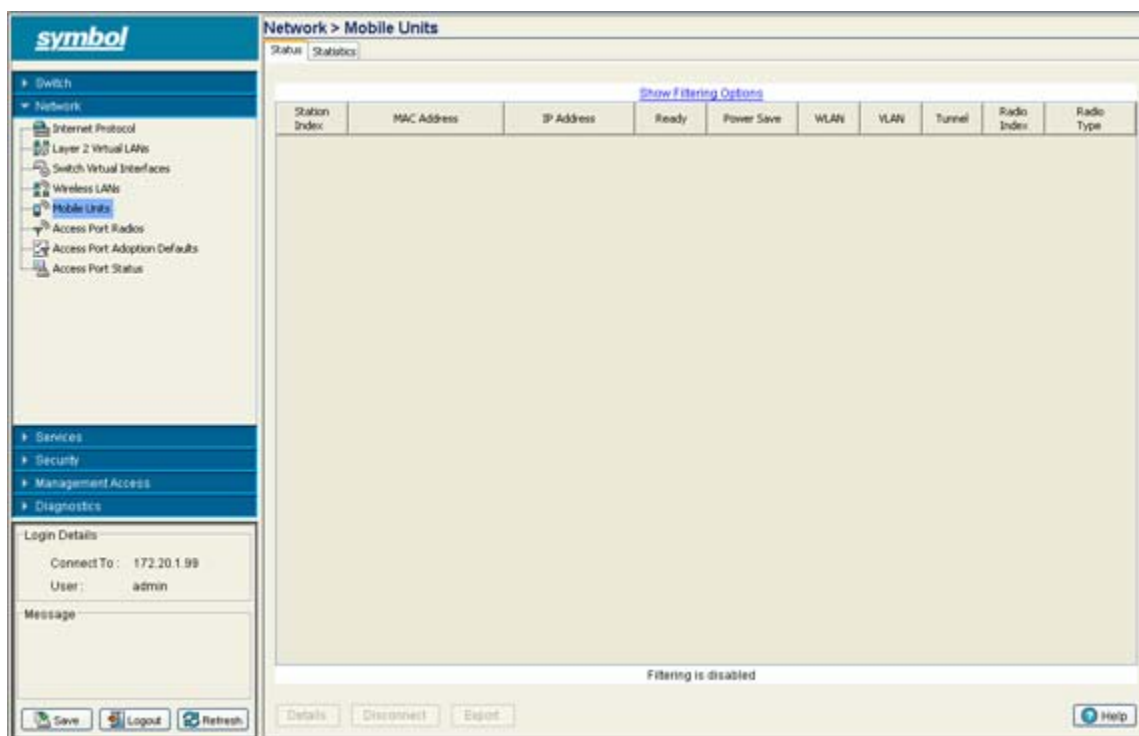 symbol
Network > Mobile Units
Status Statistics
Switch
Network
Internet Protocol
Layer 2 Virtual LANs
Switch Virtual Interfaces
Wireless LANs
Mobile Units
Access Port Radios
Access Port Adoption Defaults
Access Port Status
Services
Security
Management Access
Diagnostics
Login Details
Connect To : 172.20.1.99
User : admin
Message
Save Logout Refresh
Show Filtering Options
Station Index MAC Address IP Address Ready Power Save WLAN VLAN Tunnel Radio Index Radio Type
Filtering is disabled
Details Disconnect Export Help